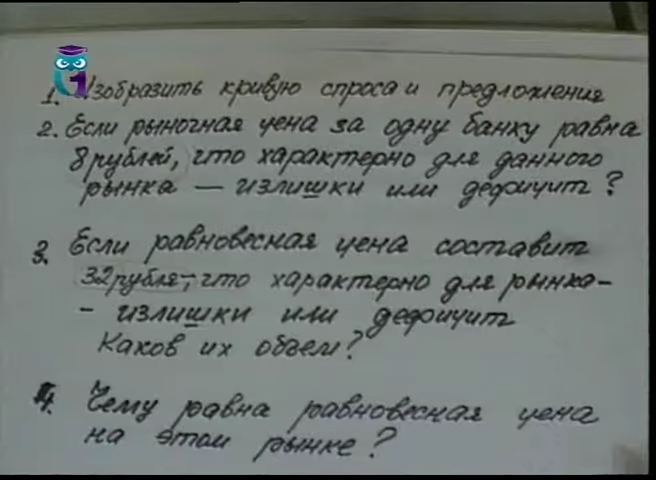 1. Изобразить кривую спроса и предложения
2. Если рыночная цена за одну банку равна
8 рублей, что характерно для данного
рынка — излишки или дефицит?
3. Если равновесная цена составит
32 рубля, — что характерно для рынка -
- излишки или дефицит
Каков их объем?
4. Чему равна равновесная цена
на этом рынке?